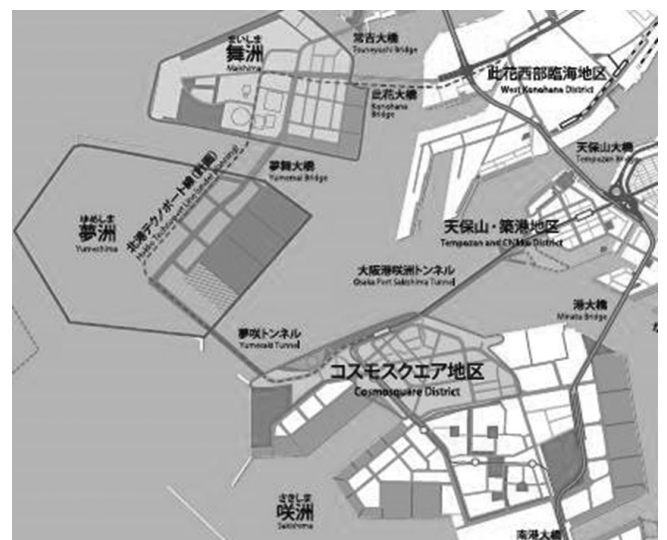 まいしま
舞洲
Maishima
常吉大橋
Tsuneyoshi Bridge
此花西部臨海地区
West Konohana District
此花大橋
Konohana
Bridge
天保山大橋
Tempozan Bridge
夢舞大橋
Yumemai Bridge
北港テクノポート線(計画)
ゆめしま
夢洲
Yumeshima
天保山・築港地区
Tempozan and Chikko District
大阪港咲洲トンネル
Osaka Port Sakishima Tunnel
港大橋
Minato Bridge
夢咲トンネル
Yumesaki Tunnel
コスモスクエア地区
Cosmosquare District
さきしま
咲洲
Sakishima
南港大橋